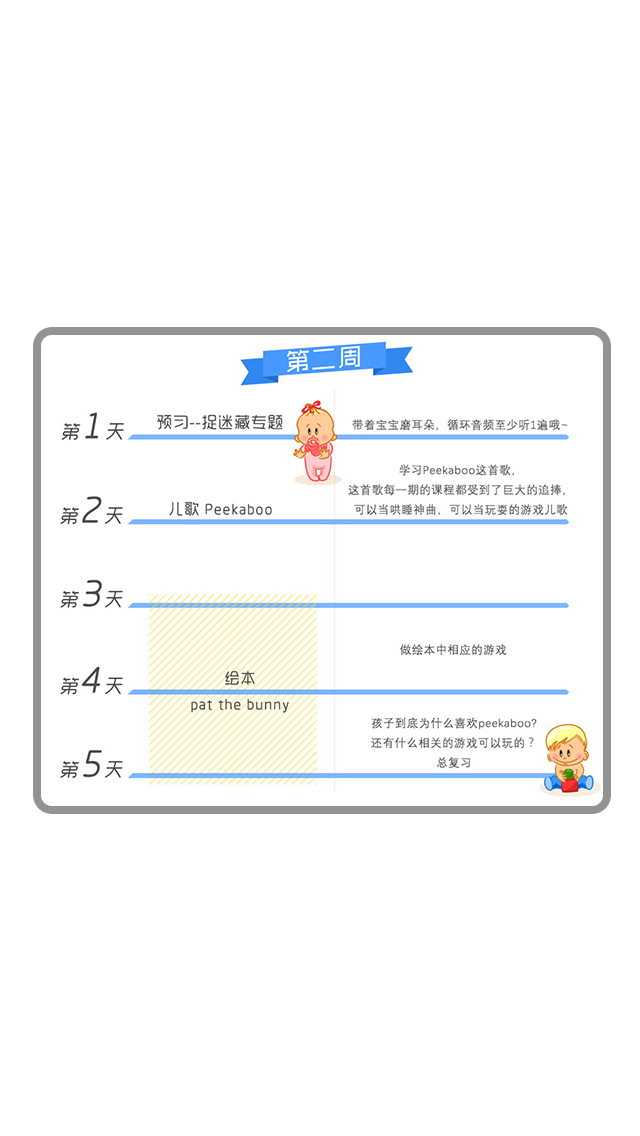 第二周
第1天
预习--捉迷藏专题
带着宝宝磨耳朵，循环音频至少听1遍哦~
第2天
儿歌 Peekaboo
学习Peekaboo这首歌，
这首歌每一期的课程都受到了巨大的追捧，
可以当哄睡神曲，可以当玩耍的游戏儿歌
第3天
第4天
绘本
pat the bunny
做绘本中相应的游戏
第5天
孩子到底为什么喜欢peekaboo?
还有什么相关的游戏可以玩的？
总复习